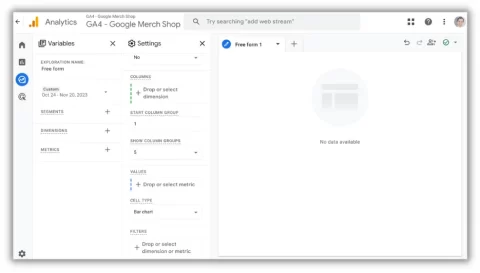 Analytics
GA4 - Google Merch Shop
GA4 - Google Merch Shop
Try searching "add web stream"
Variables
EXPLORATION NAME:
Free form
Custom
Oct 24 - Nov 20, 2023
SEGMENTS
DIMENSIONS
METRICS
Settings
No
COLUMNS
Drop or select
dimension
START COLUMN GROUP
1
SHOW COLUMN GROUPS
5
VALUES
Drop or select metric
CELL TYPE
Bar chart
FILTERS
Drop or select
dimension or metric
Free form 1
No data available